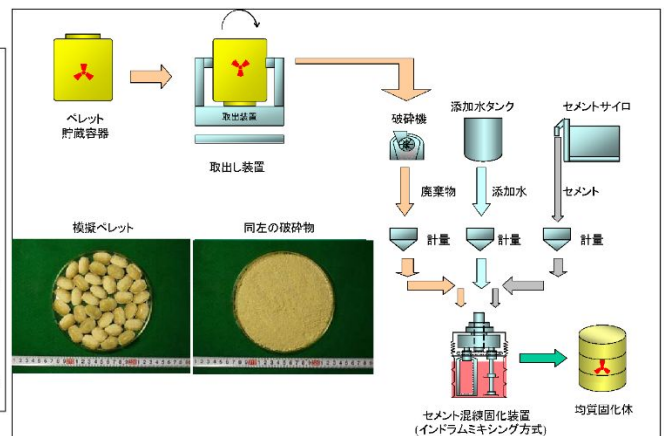 ペレット
貯蔵容器
取出装置
取出し装置
破砕機
添加水タンク
セメントサイロ
廃棄物
添加水
セメント
計量
計量
計量
模擬ペレット
同左の破砕物
セメント混練固化装置
(インドラムミキシング方式)
均質固化体